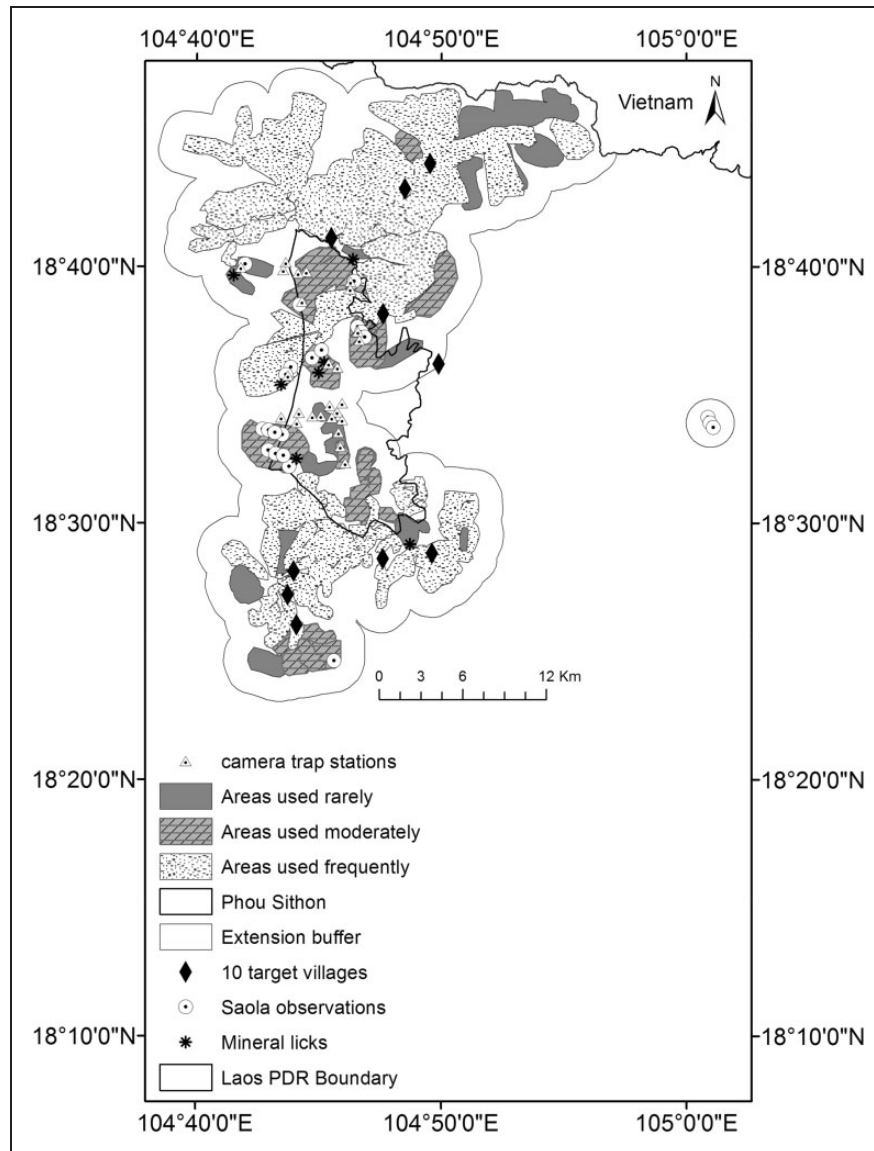 104°40'0"E 104°50'0"E 105°0'0"E
Vietnam
N
18°40'0"N 18°40'0"N
18°30'0"N 18°30'0"N
0 3 6 12 Km
camera trap stations
18°20'0"N 18°20'0"N
Areas used rarely
Areas used moderately
Areas used frequently
Phou Sithon
Extension buffer
10 target villages
Saola observations
18°10'0"N 18°10'0"N
Mineral licks
Laos PDR Boundary
104°40'0"E 104°50'0"E 105°0'0"E